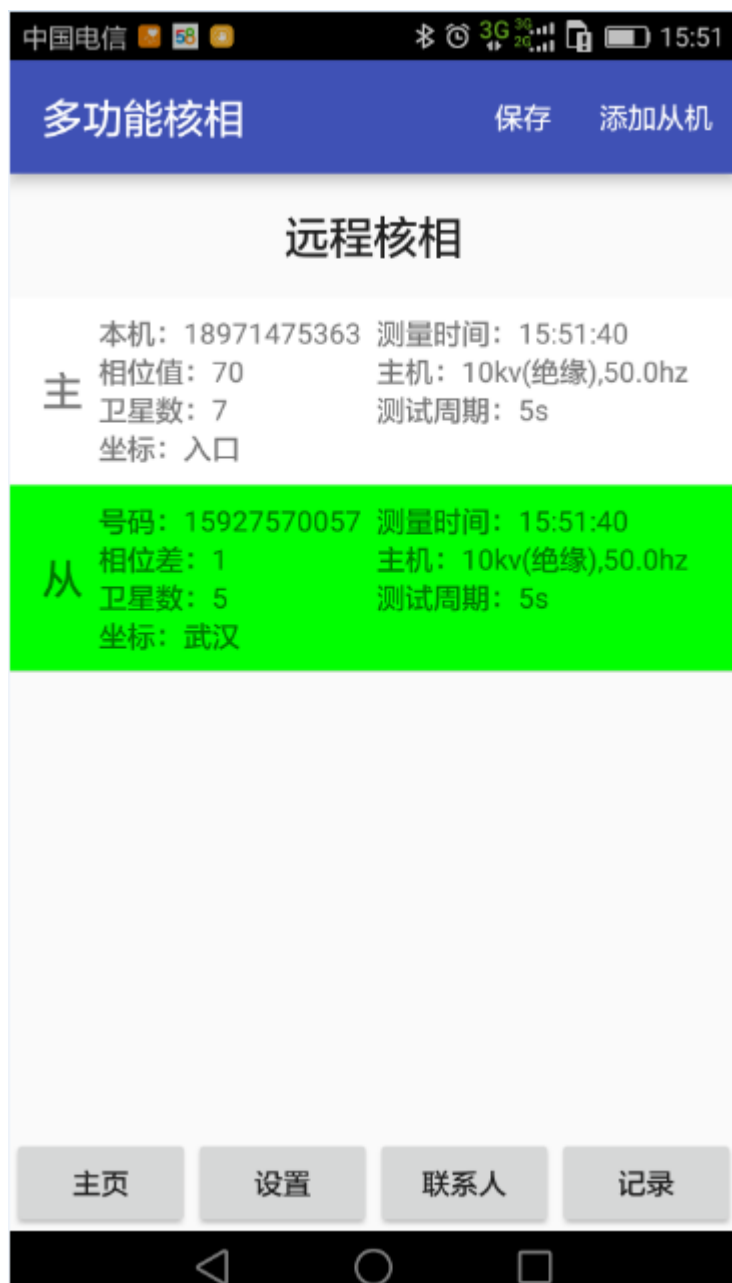 中国电信 58 3G 3G 2G 15:51
多功能核相 保存 添加从机
远程核相
主
本机：18971475363 测量时间：15:51:40
相位值：70 主机：10kv(绝缘),50.0hz
卫星数：7 测试周期：5s
坐标：入口
从
号码：15927570057 测量时间：15:51:40
相位差：1 主机：10kv(绝缘),50.0hz
卫星数：5 测试周期：5s
坐标：武汉
主页 设置 联系人 记录